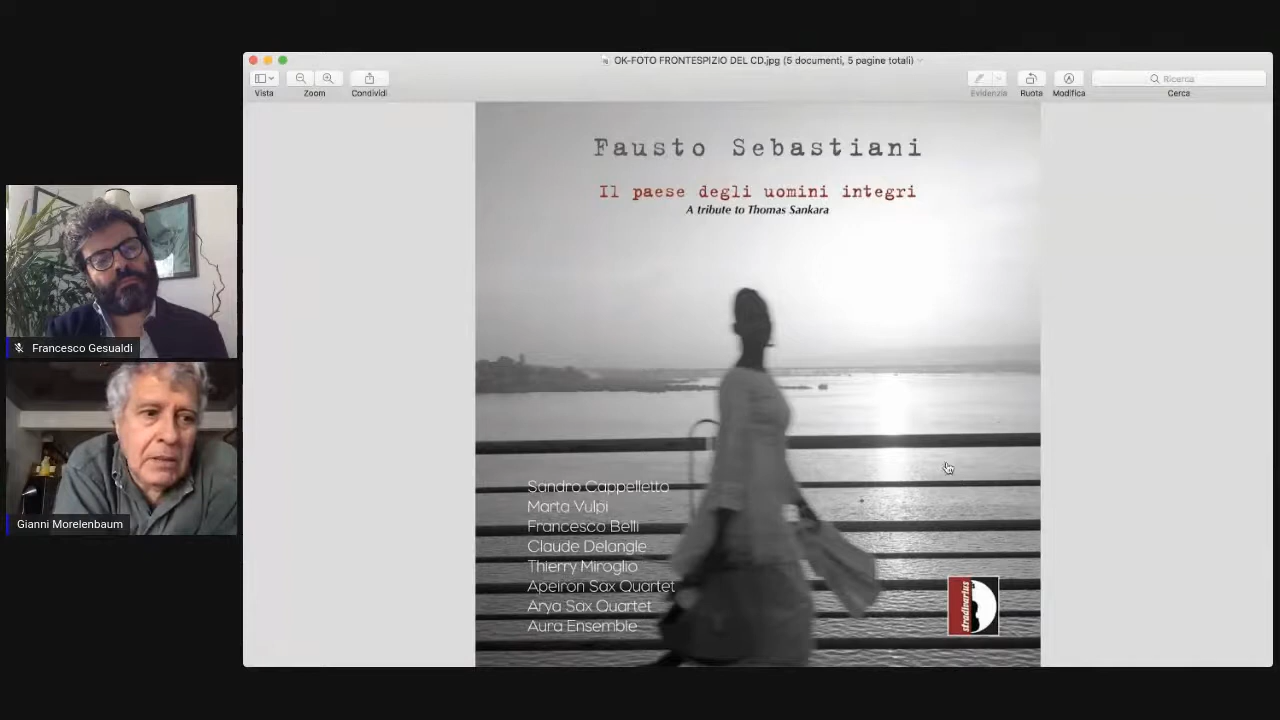 OK-FOTO FRONTESPIZIO DEL CD.jpg (5 documenti, 5 pagine totali)
Vista
Zoom
Condividi
Evidenzia
Ruota
Modifica
Ricerca
Cerca
Fausto Sebastiani
Il paese degli uomini integri
A tribute to Thomas Sankara
Francesco Gesualdi
Gianni Morelenbaum
Sandro Cappelletto
Marta Vulpi
Francesco Belli
Claude Delangle
Thierry Miroglio
Apeiron Sax Quartet
Arya Sax Quartet
Aura Ensemble
stradivarius